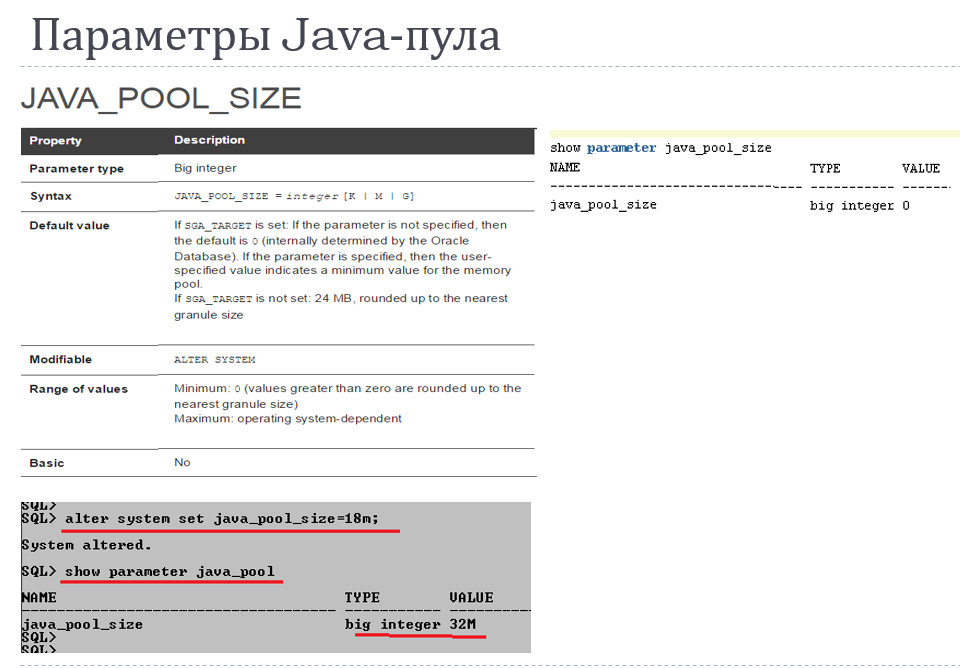 Параметры Java-пула
JAVA_POOL_SIZE
Property Description
Parameter type Big integer
Syntax JAVA_POOL_SIZE = integer [K | M | G]
Default value If SGA_TARGET is set: If the parameter is not specified, then
the default is 0 (internally determined by the Oracle
Database). If the parameter is specified, then the user-
specified value indicates a minimum value for the memory
pool.
If SGA_TARGET is not set: 24 MB, rounded up to the nearest
granule size
Modifiable ALTER SYSTEM
Range of values Minimum: 0 (values greater than zero are rounded up to the
nearest granule size)
Maximum: operating system-dependent
Basic No
show parameter java_pool_size
NAME TYPE VALUE
------------------------------------ ----------- ------
java_pool_size big integer 0
SQL>
SQL> alter system set java_pool_size=18m;
System altered.
SQL> show parameter java_pool
NAME TYPE VALUE
------------------------------------ ----------- ----------
java_pool_size big integer 32M
SQL>
SQL>